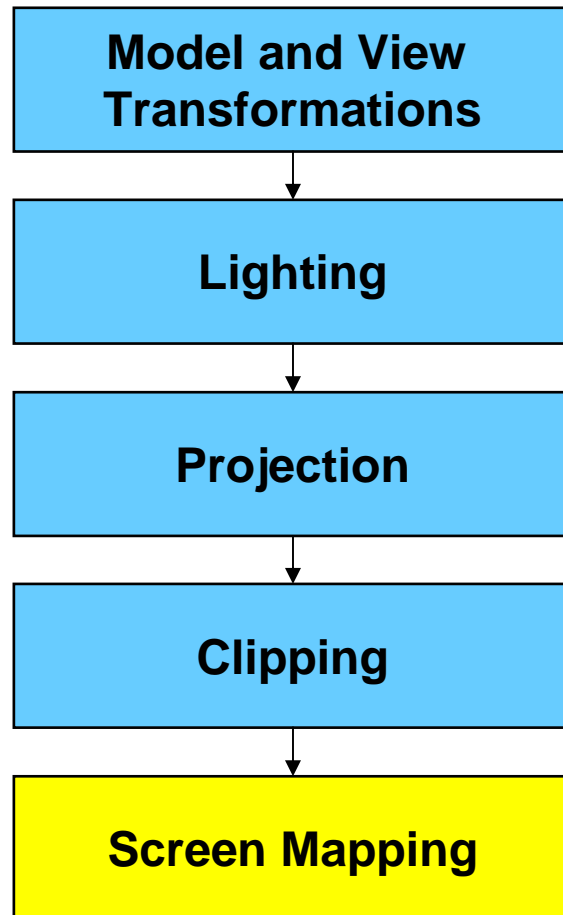 Model and View
Transformations
Lighting
Projection
Clipping
Screen Mapping